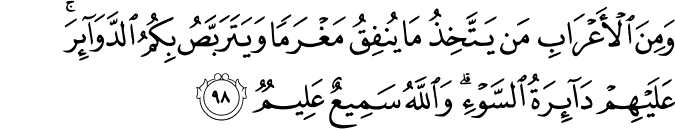 وَمِنَ ٱلْأَعْرَابِ مَن يَتَّخِذُ مَا يُنفِقُ مَغْرَمًا وَيَتَرَبَّصُ بِكُمُ ٱلدَّوَآئِرَ ۚ
عَلَيْهِمْ دَآئِرَةُ ٱلسَّوْءِ ۗ وَٱللَّهُ سَمِيعٌ عَلِيمٌ ٩٨